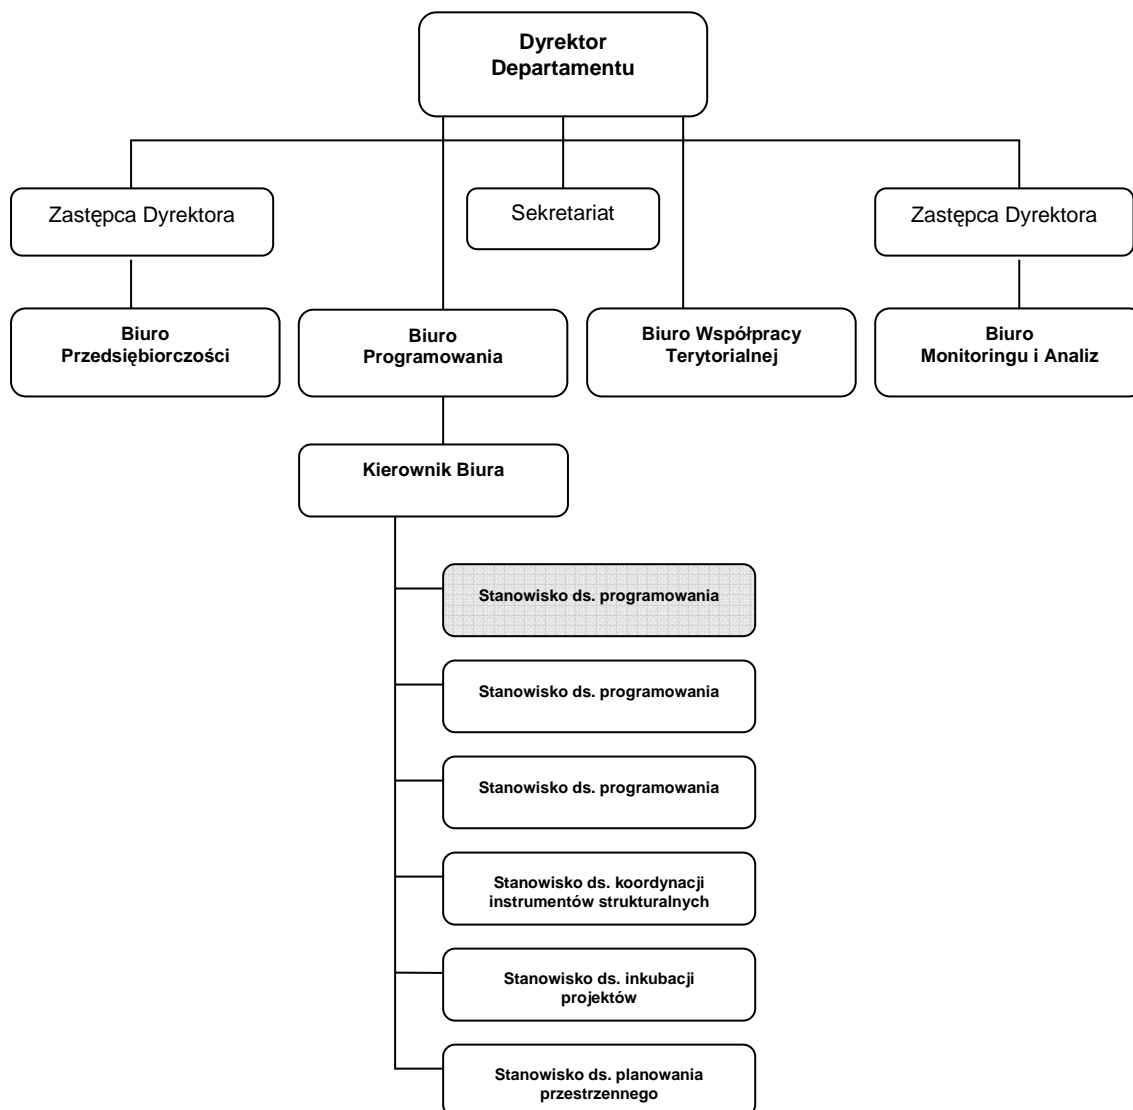 Dyrektor
Departamentu
Zastępca Dyrektora
Sekretariat
Zastępca Dyrektora
Biuro
Przedsiębiorczości
Biuro
Programowania
Biuro Współpracy
Terytorialnej
Biuro
Monitoringu i Analiz
Kierownik Biura
Stanowisko ds. programowania
Stanowisko ds. programowania
Stanowisko ds. programowania
Stanowisko ds. koordynacji
instrumentów strukturalnych
Stanowisko ds. inkubacji
projektów
Stanowisko ds. planowania
przestrzennego